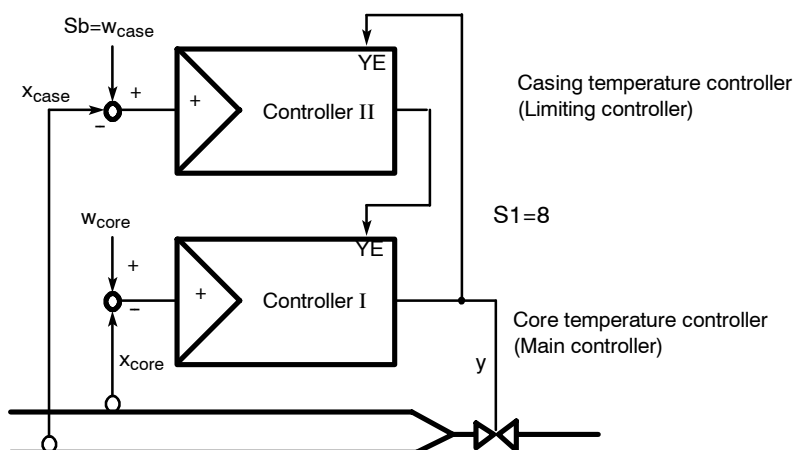 Sb=wcase
YE
xcase
+
−
+
Controller II
Casing temperature controller
(Limiting controller)
wcore
S1=8
YE
+
−
+
Controller I
xcore
Core temperature controller
(Main controller)
y